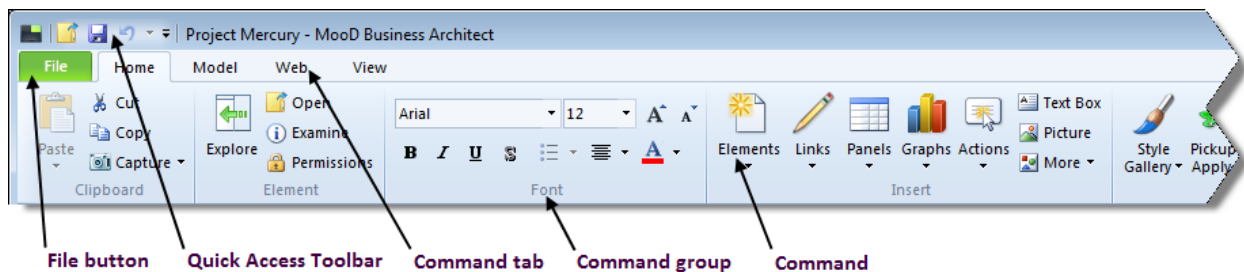 Project Mercury - MooD Business Architect
File Home Model Web View
Cut Open Arial 12 A A Text Box
Copy Examine Picture
Paste Capture Explore Permissions B I U S A Elements Links Panels Graphs Actions More Style Gallery Pickup Apply
Clipboard Element Font Insert
File button Quick Access Toolbar Command tab Command group Command